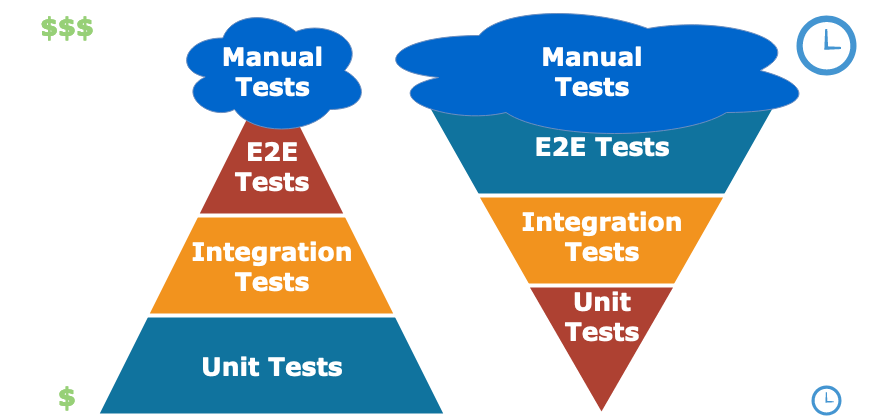 $$$
Manual
Tests
E2E
Tests
Integration
Tests
Unit Tests
$
Manual
Tests
E2E Tests
Integration
Tests
Unit
Tests